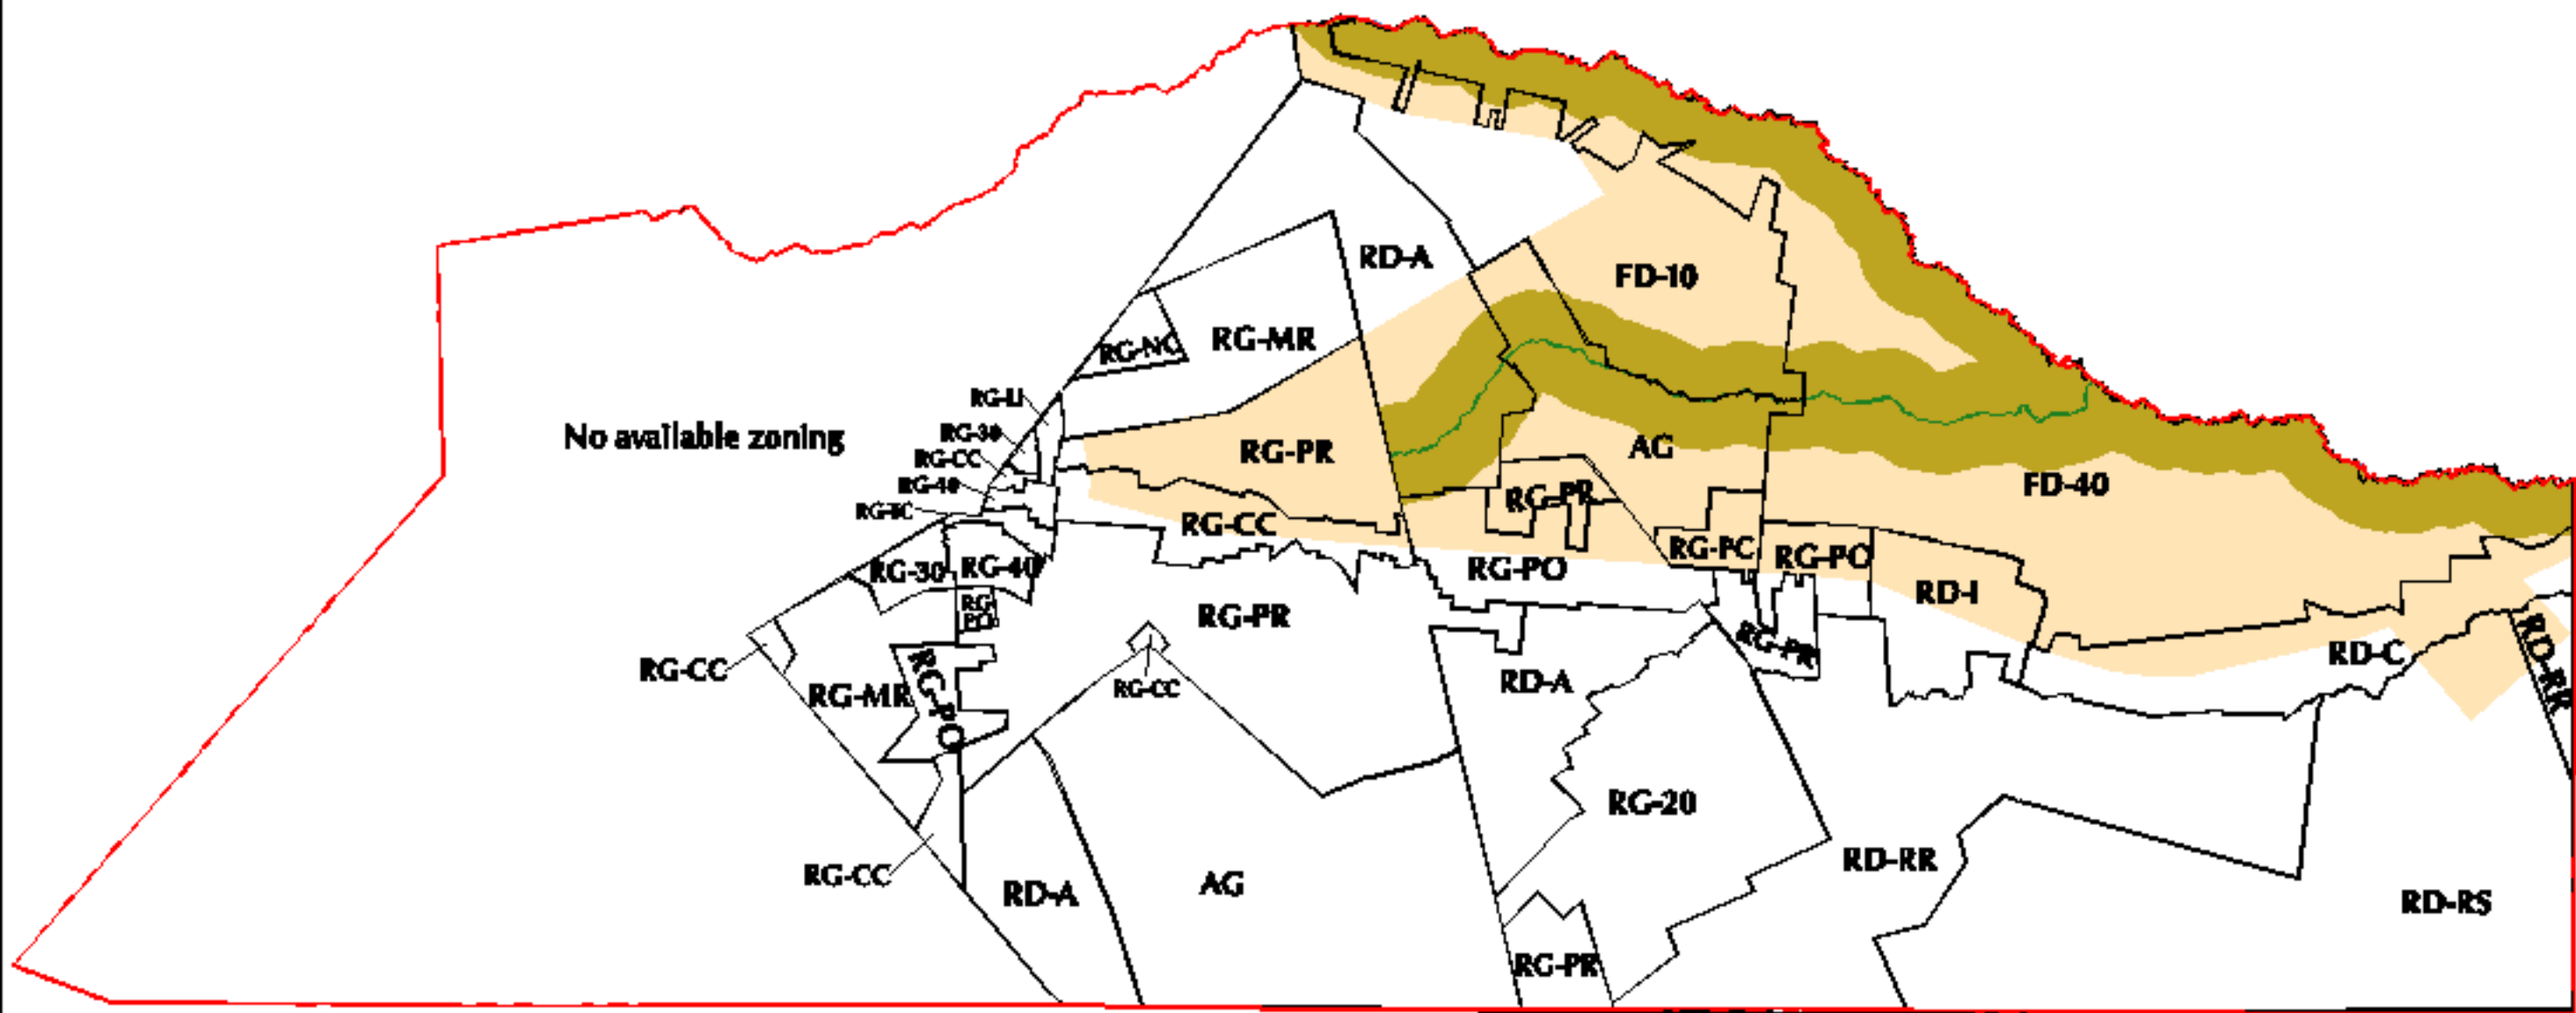 RD-A
FD-10
RG-NC
RG-MR
RG-LI
RG-30
No available zoning
RG-CC
RG-PR
AG
RG-40
FD-40
RG-PR
RG-CC
RG-PC
RG-PO
RG-30
RG-40
RG-PO
RD-I
RG
PO
RG-PR
RG-PR
RG-CC
RG-MR
RG-PO
RG-CC
RD-A
RD-C
RD-RR
RG-20
RG-CC
RD-A
AG
RD-RR
RD-RS
RG-PR